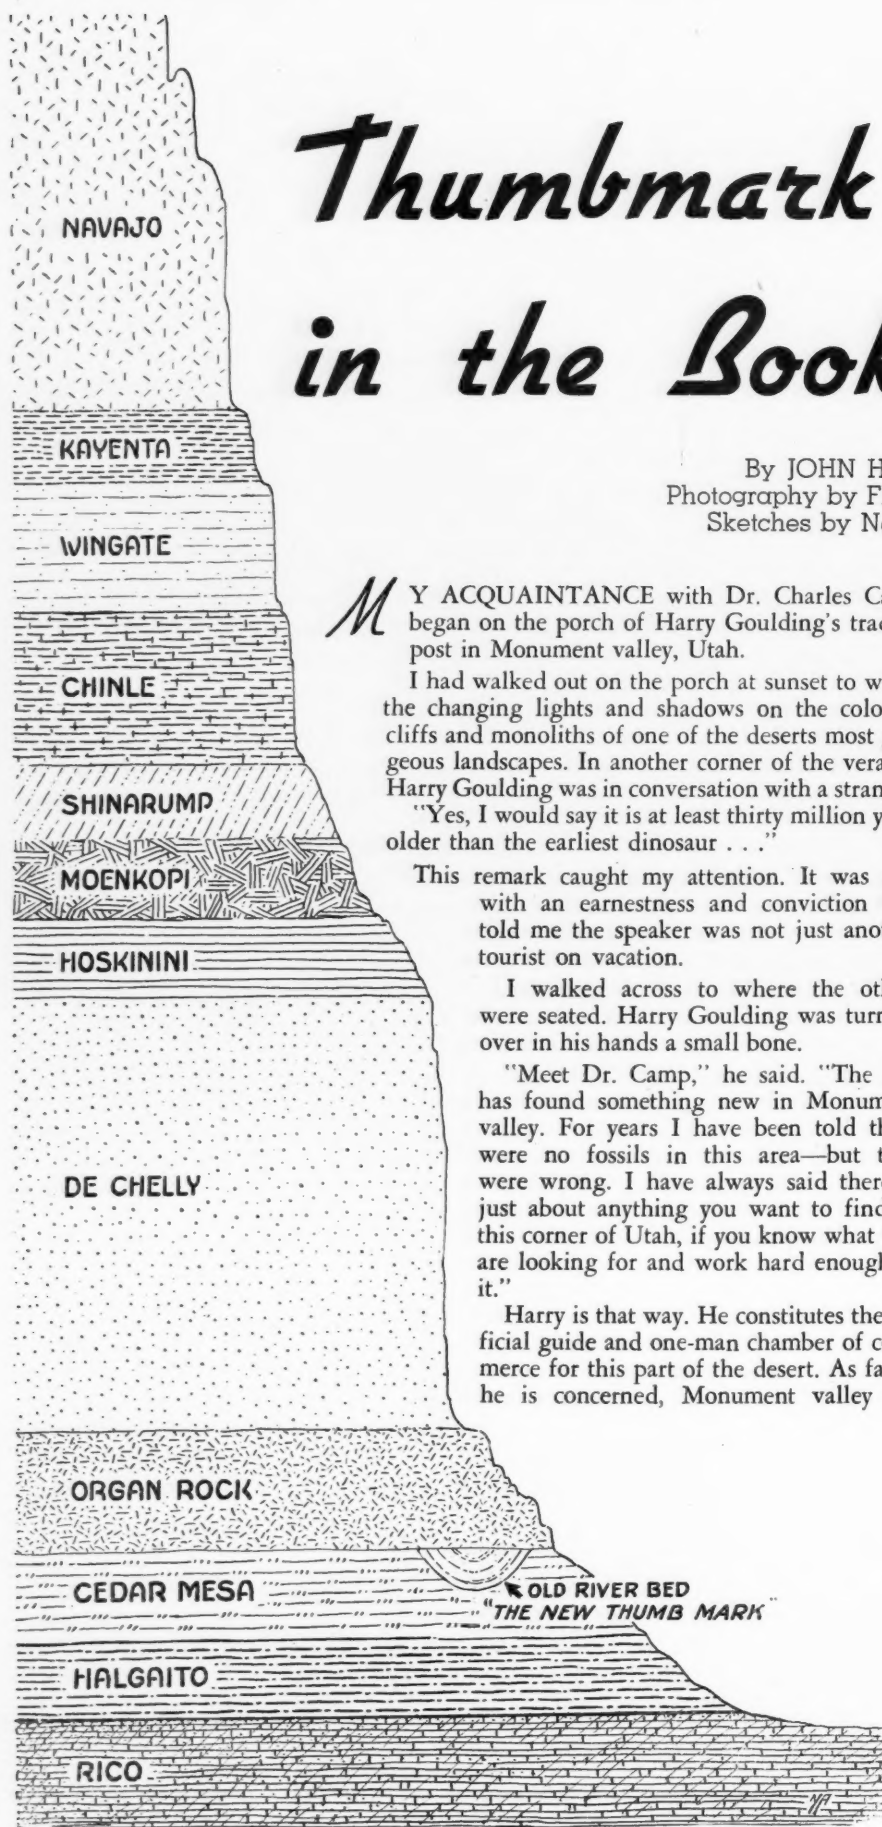 Thumbmark
in the Book
By JOHN H
Photography by F
Sketches by N
MY ACQUAINTANCE with Dr. Charles C
began on the porch of Harry Goulding's trac
post in Monument valley, Utah.
I had walked out on the porch at sunset to w
the changing lights and shadows on the colo
cliffs and monoliths of one of the deserts most
geous landscapes. In another corner of the vera
Harry Goulding was in conversation with a stran
"Yes, I would say it is at least thirty million y
older than the earliest dinosaur . . ."
This remark caught my attention. It was
with an earnestness and conviction
told me the speaker was not just anot
tourist on vacation.
I walked across to where the oth
were seated. Harry Goulding was turn
over in his hands a small bone.
"Meet Dr. Camp," he said. "The
has found something new in Monum
valley. For years I have been told th
were no fossils in this area—but t
were wrong. I have always said there
just about anything you want to find
this corner of Utah, if you know what
are looking for and work hard enough
it."
Harry is that way. He constitutes the
ficial guide and one-man chamber of c
merce for this part of the desert. As fa
he is concerned, Monument valley
NAVAJO
KAYENTA
WINGATE
CHINLE
SHINARUMP
MOENKOPI
HOSKININI
DE CHELLY
ORGAN ROCK
CEDAR MESA
OLD RIVER BED
"THE NEW THUMB MARK"
HALGAITO
RICO